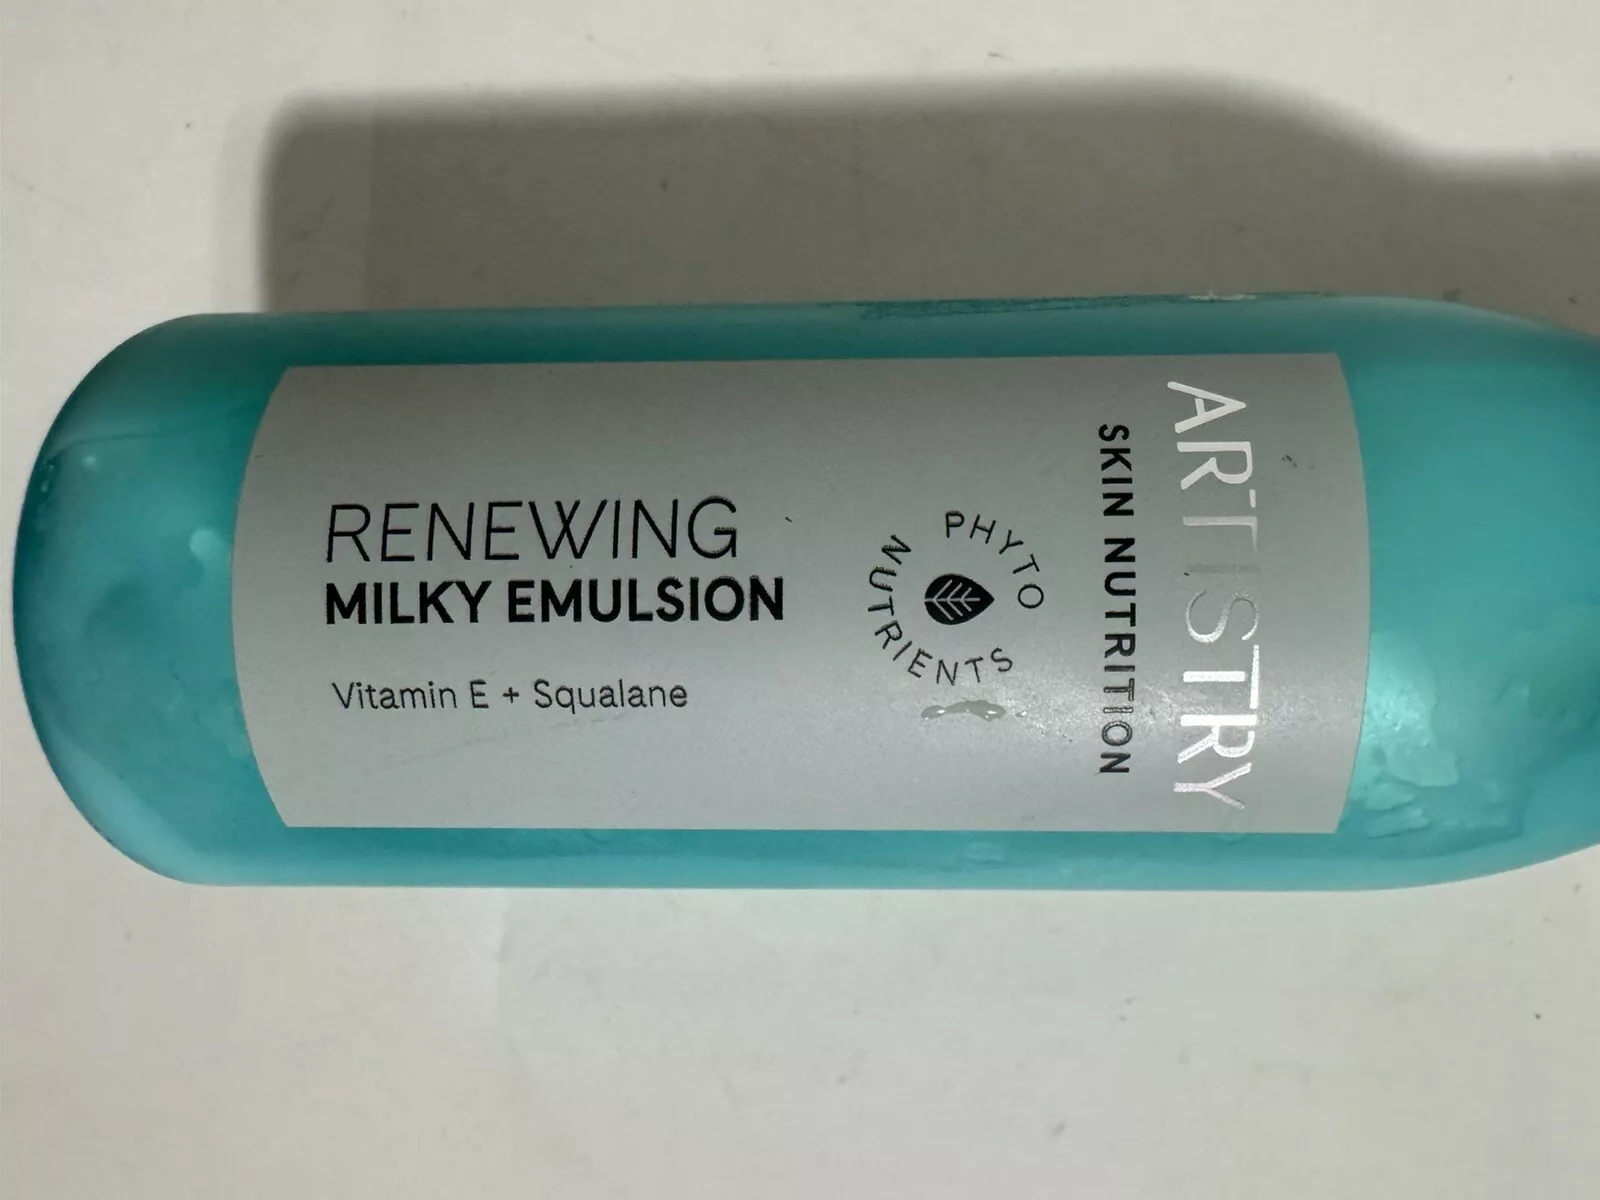 ARTISTRY
SKIN NUTRITION
PHYTO NUTRIENTS
RENEWING
MILKY EMULSION
Vitamin E + Squalane